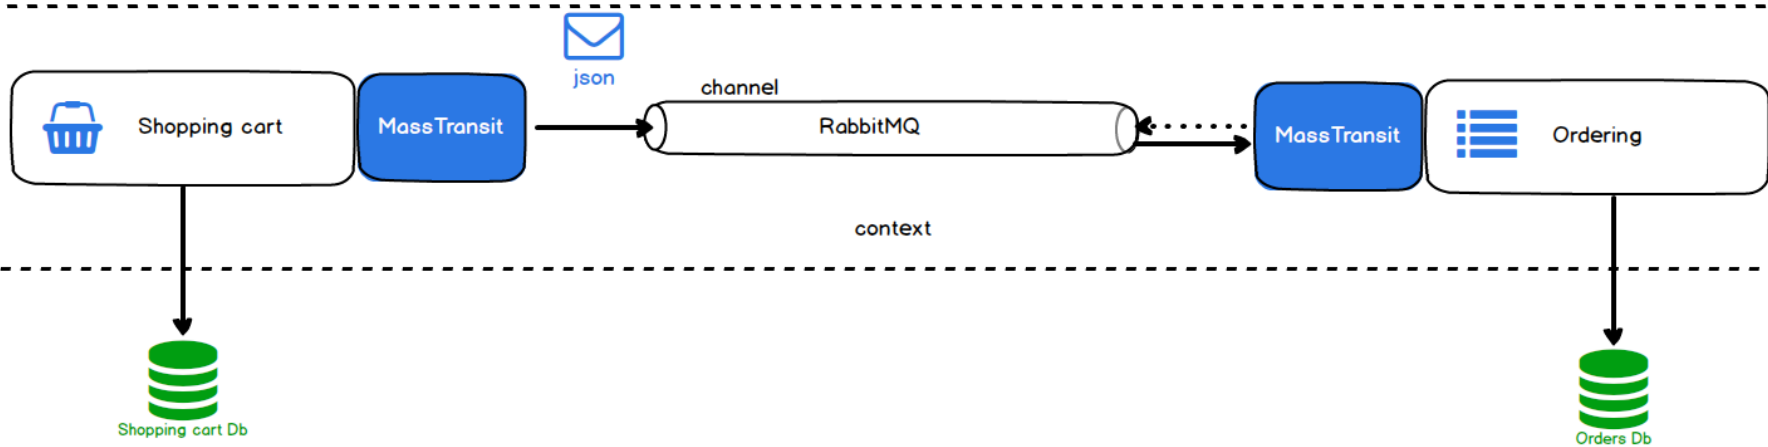 json
channel
Shopping cart
MassTransit
RabbitMQ
MassTransit
Ordering
context
Shopping cart Db
Orders Db